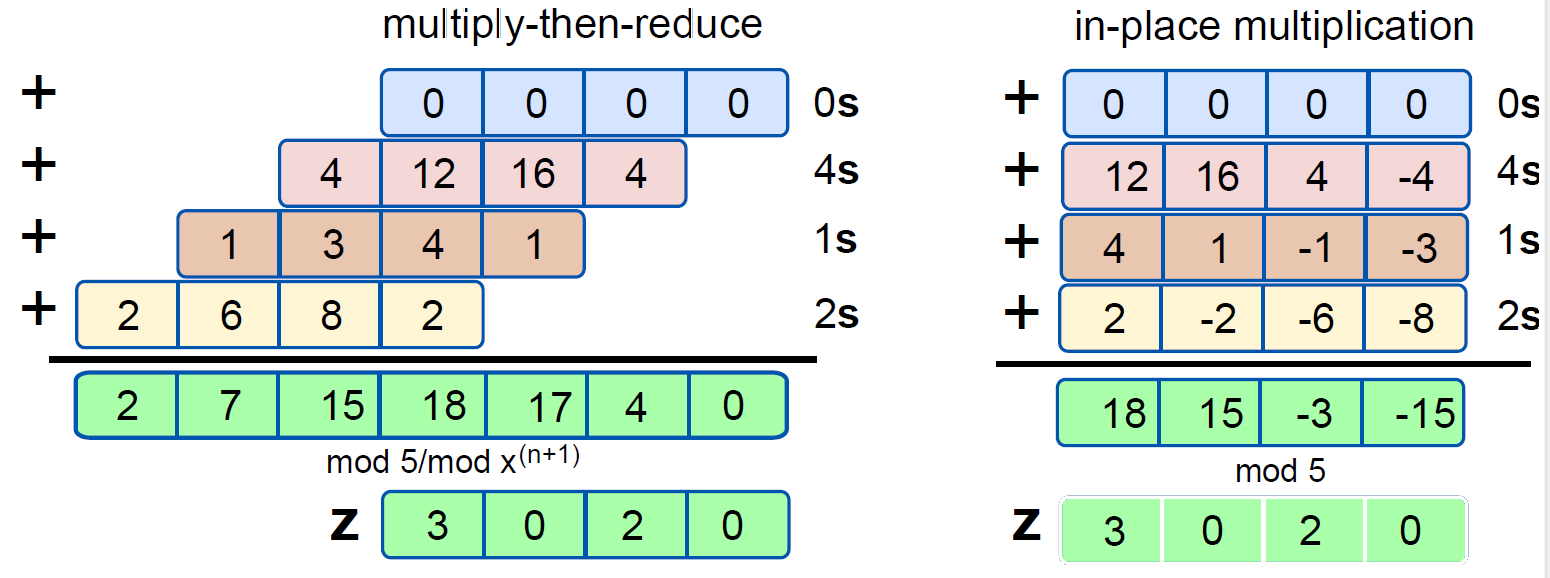 multiply-then-reduce
+ 0 0 0 0 0s
+ 4 12 16 4 4s
+ 1 3 4 1 1s
+ 2 6 8 2 2s
2 7 15 18 17 4 0
mod 5/mod x^(n+1)
z 3 0 2 0
in-place multiplication
+ 0 0 0 0 0s
+ 12 16 4 -4 4s
+ 4 1 -1 -3 1s
+ 2 -2 -6 -8 2s
18 15 -3 -15
mod 5
z 3 0 2 0